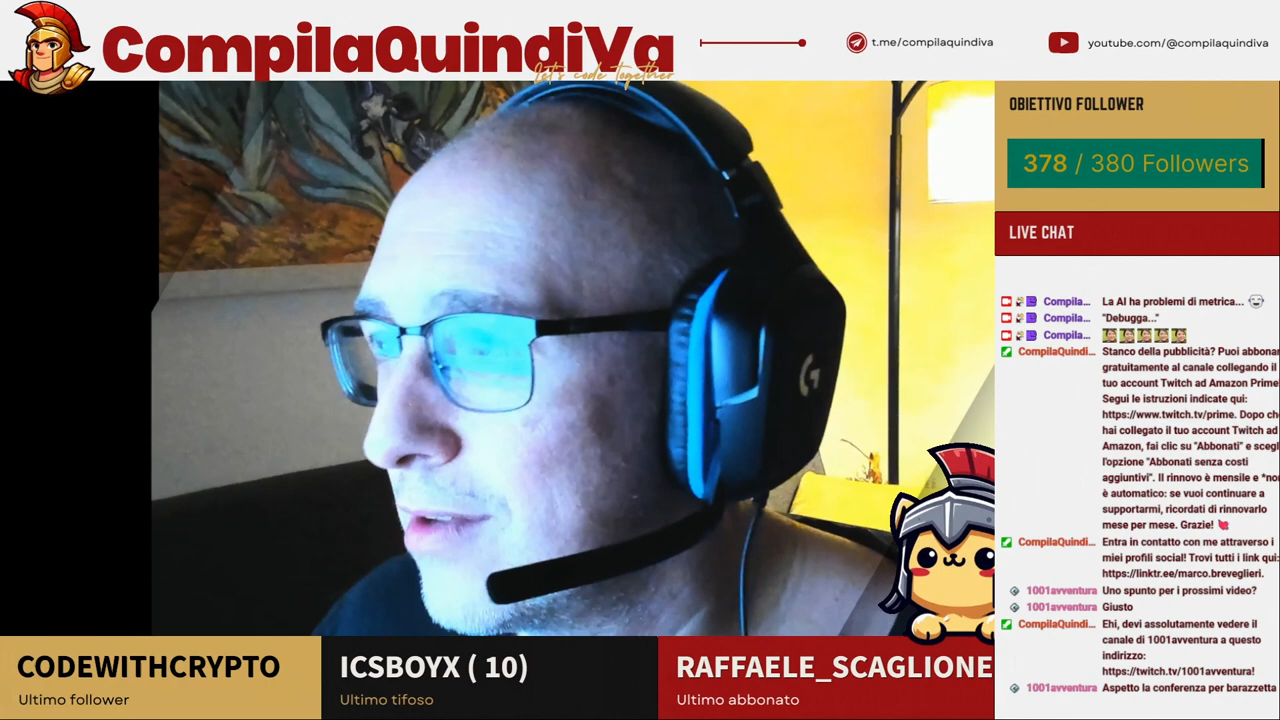 CompilaQuindiVa
Let's code together
t.me/compilaquindiva
youtube.com/@compilaquindiva
OBIETTIVO FOLLOWER
378 / 380 Followers
LIVE CHAT
Compila... La AI ha problemi di metrica...
Compila... "Debugga..."
Compila...
CompilaQuindi... Stanco della pubblicità? Puoi abbonar
gratuitamente al canale collegando il
tuo account Twitch ad Amazon Prime
Segui le istruzioni indicate qui:
https://www.twitch.tv/prime. Dopo che
hai collegato il tuo account Twitch ad
Amazon, fai clic su "Abbonati" e scegl
l'opzione "Abbonati senza costi
aggiuntivi". Il rinnovo è mensile e *no
è automatico: se vuoi continuare a
supportarmi, ricordati di rinnovarlo
mese per mese. Grazie!
CompilaQuindi... Entra in contatto con me attraverso i
miei profili social! Trovi tutti i link qui:
https://linktr.ee/marco.breveglieri.
1001avventura Uno spunto per i prossimi video?
1001avventura Giusto
CompilaQuindi... Ehi, devi assolutamente vedere il
canale di 1001avventura a questo
indirizzo:
https://twitch.tv/1001avventura!
1001avventura Aspetto la conferenza per barazzetta
CODEWITHCRYPTO
Ultimo follower
ICSBOYX ( 10)
Ultimo tifoso
RAFFAELE_SCAGLIONE
Ultimo abbonato